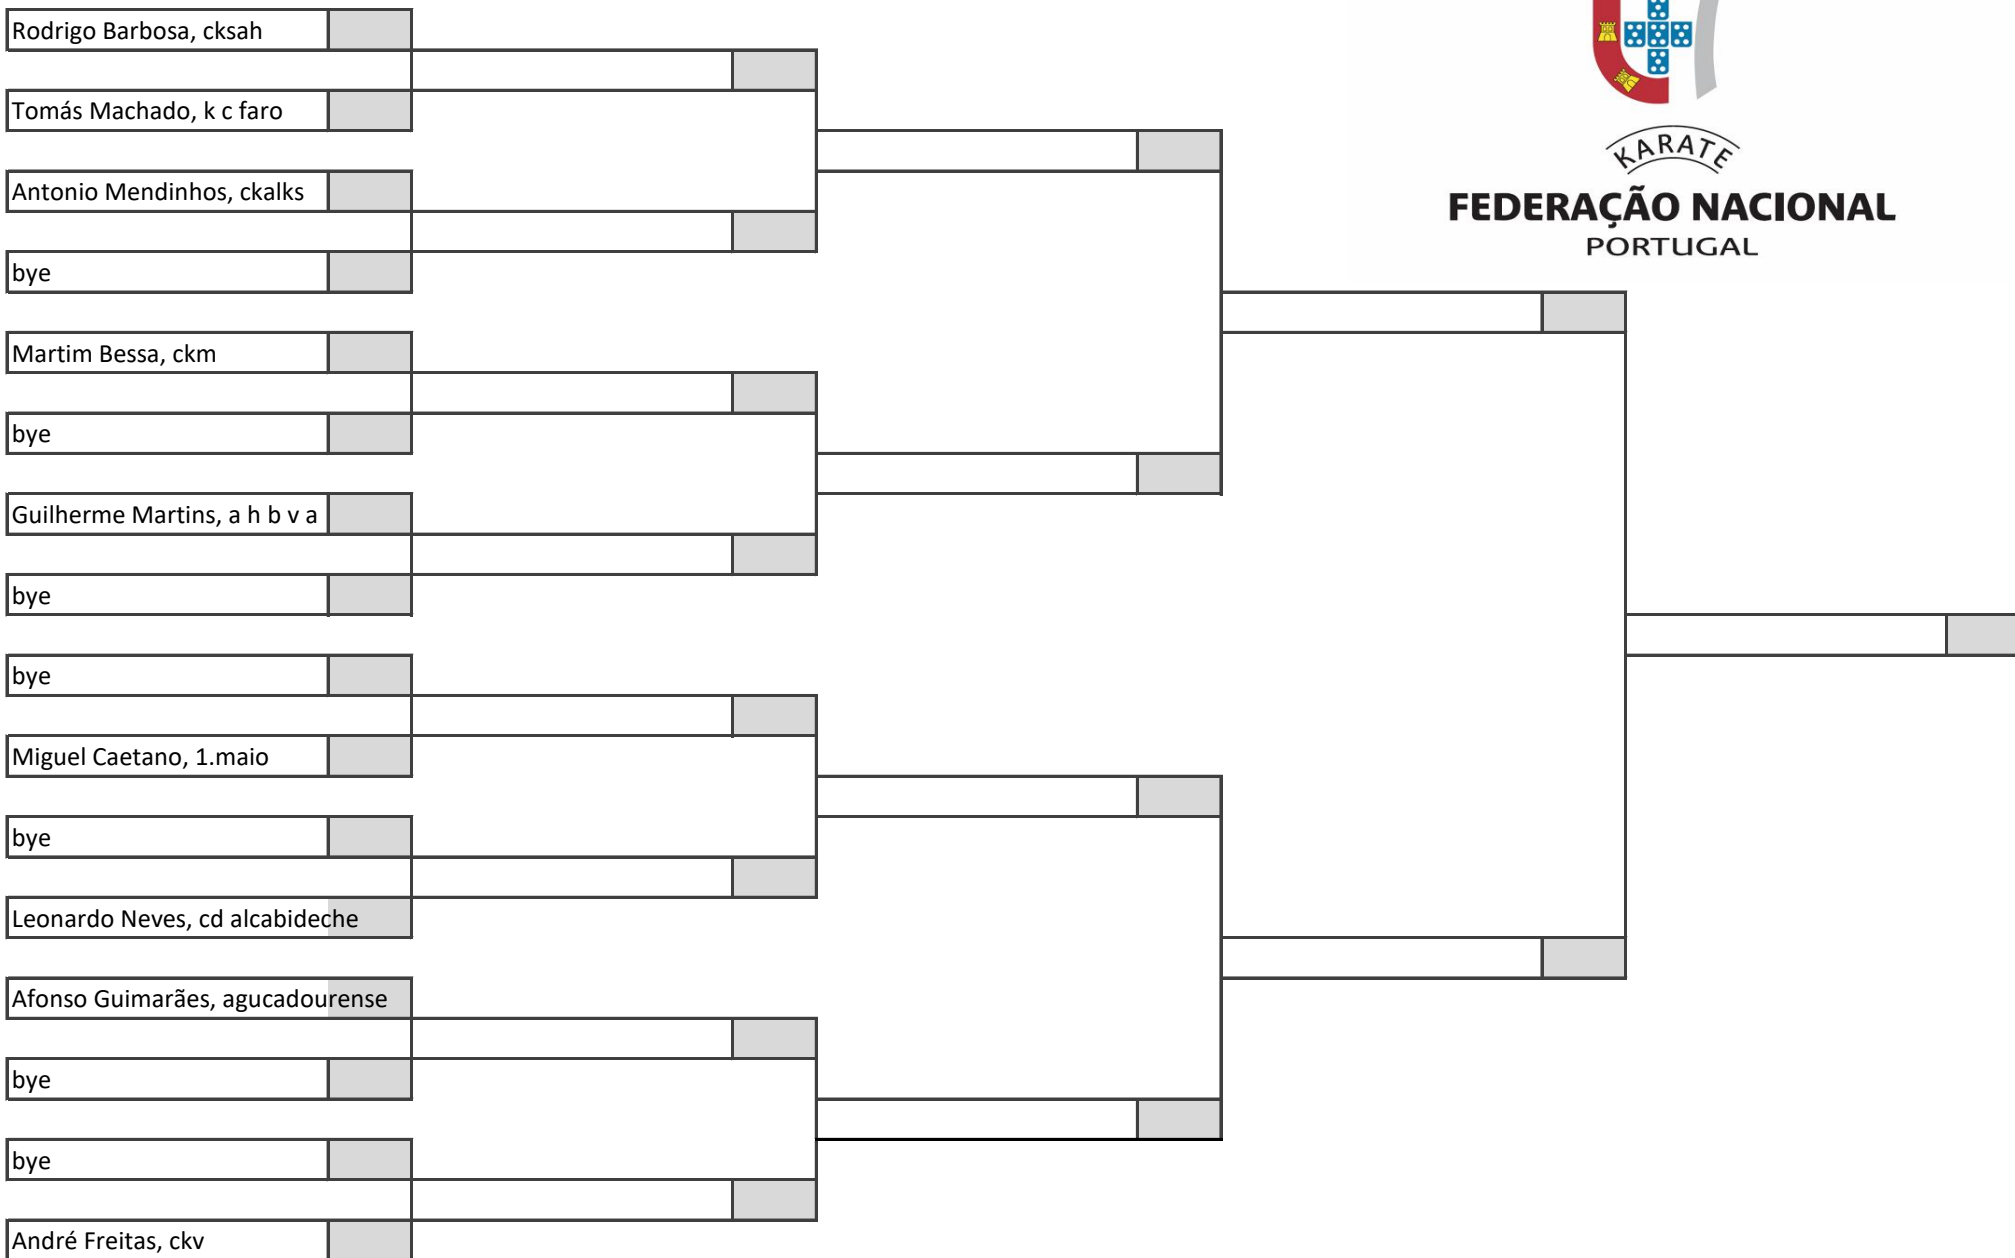 Rodrigo Barbosa, cksah
Tomás Machado, k c faro
Antonio Mendinhos, ckalks
bye
Martim Bessa, ckm
bye
Guilherme Martins, a h b v a
bye
bye
Miguel Caetano, 1.maio
bye
Leonardo Neves, cd alcabideche
Afonso Guimarães, agucadourense
bye
bye
André Freitas, ckv
KARATE
FEDERAÇÃO NACIONAL
PORTUGAL